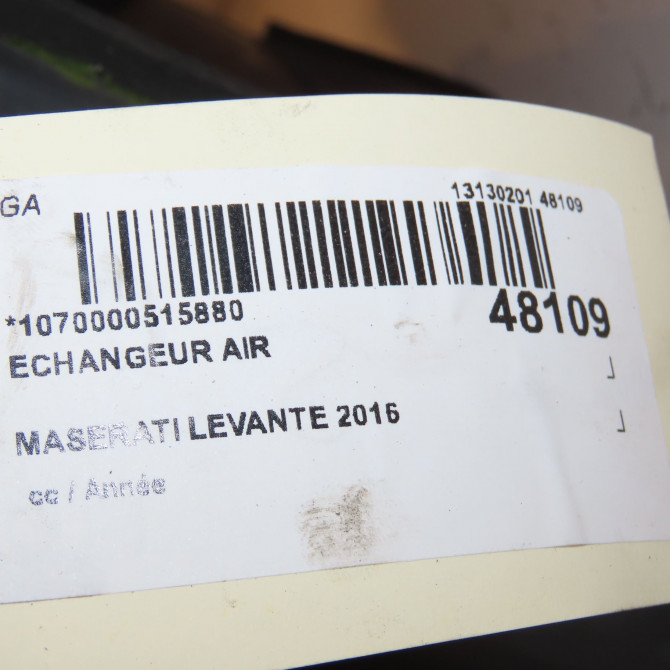 GA
13130201 48109
*1070000515880
48109
ECHANGEUR AIR
MASERATI LEVANTE 2016
cc / Année